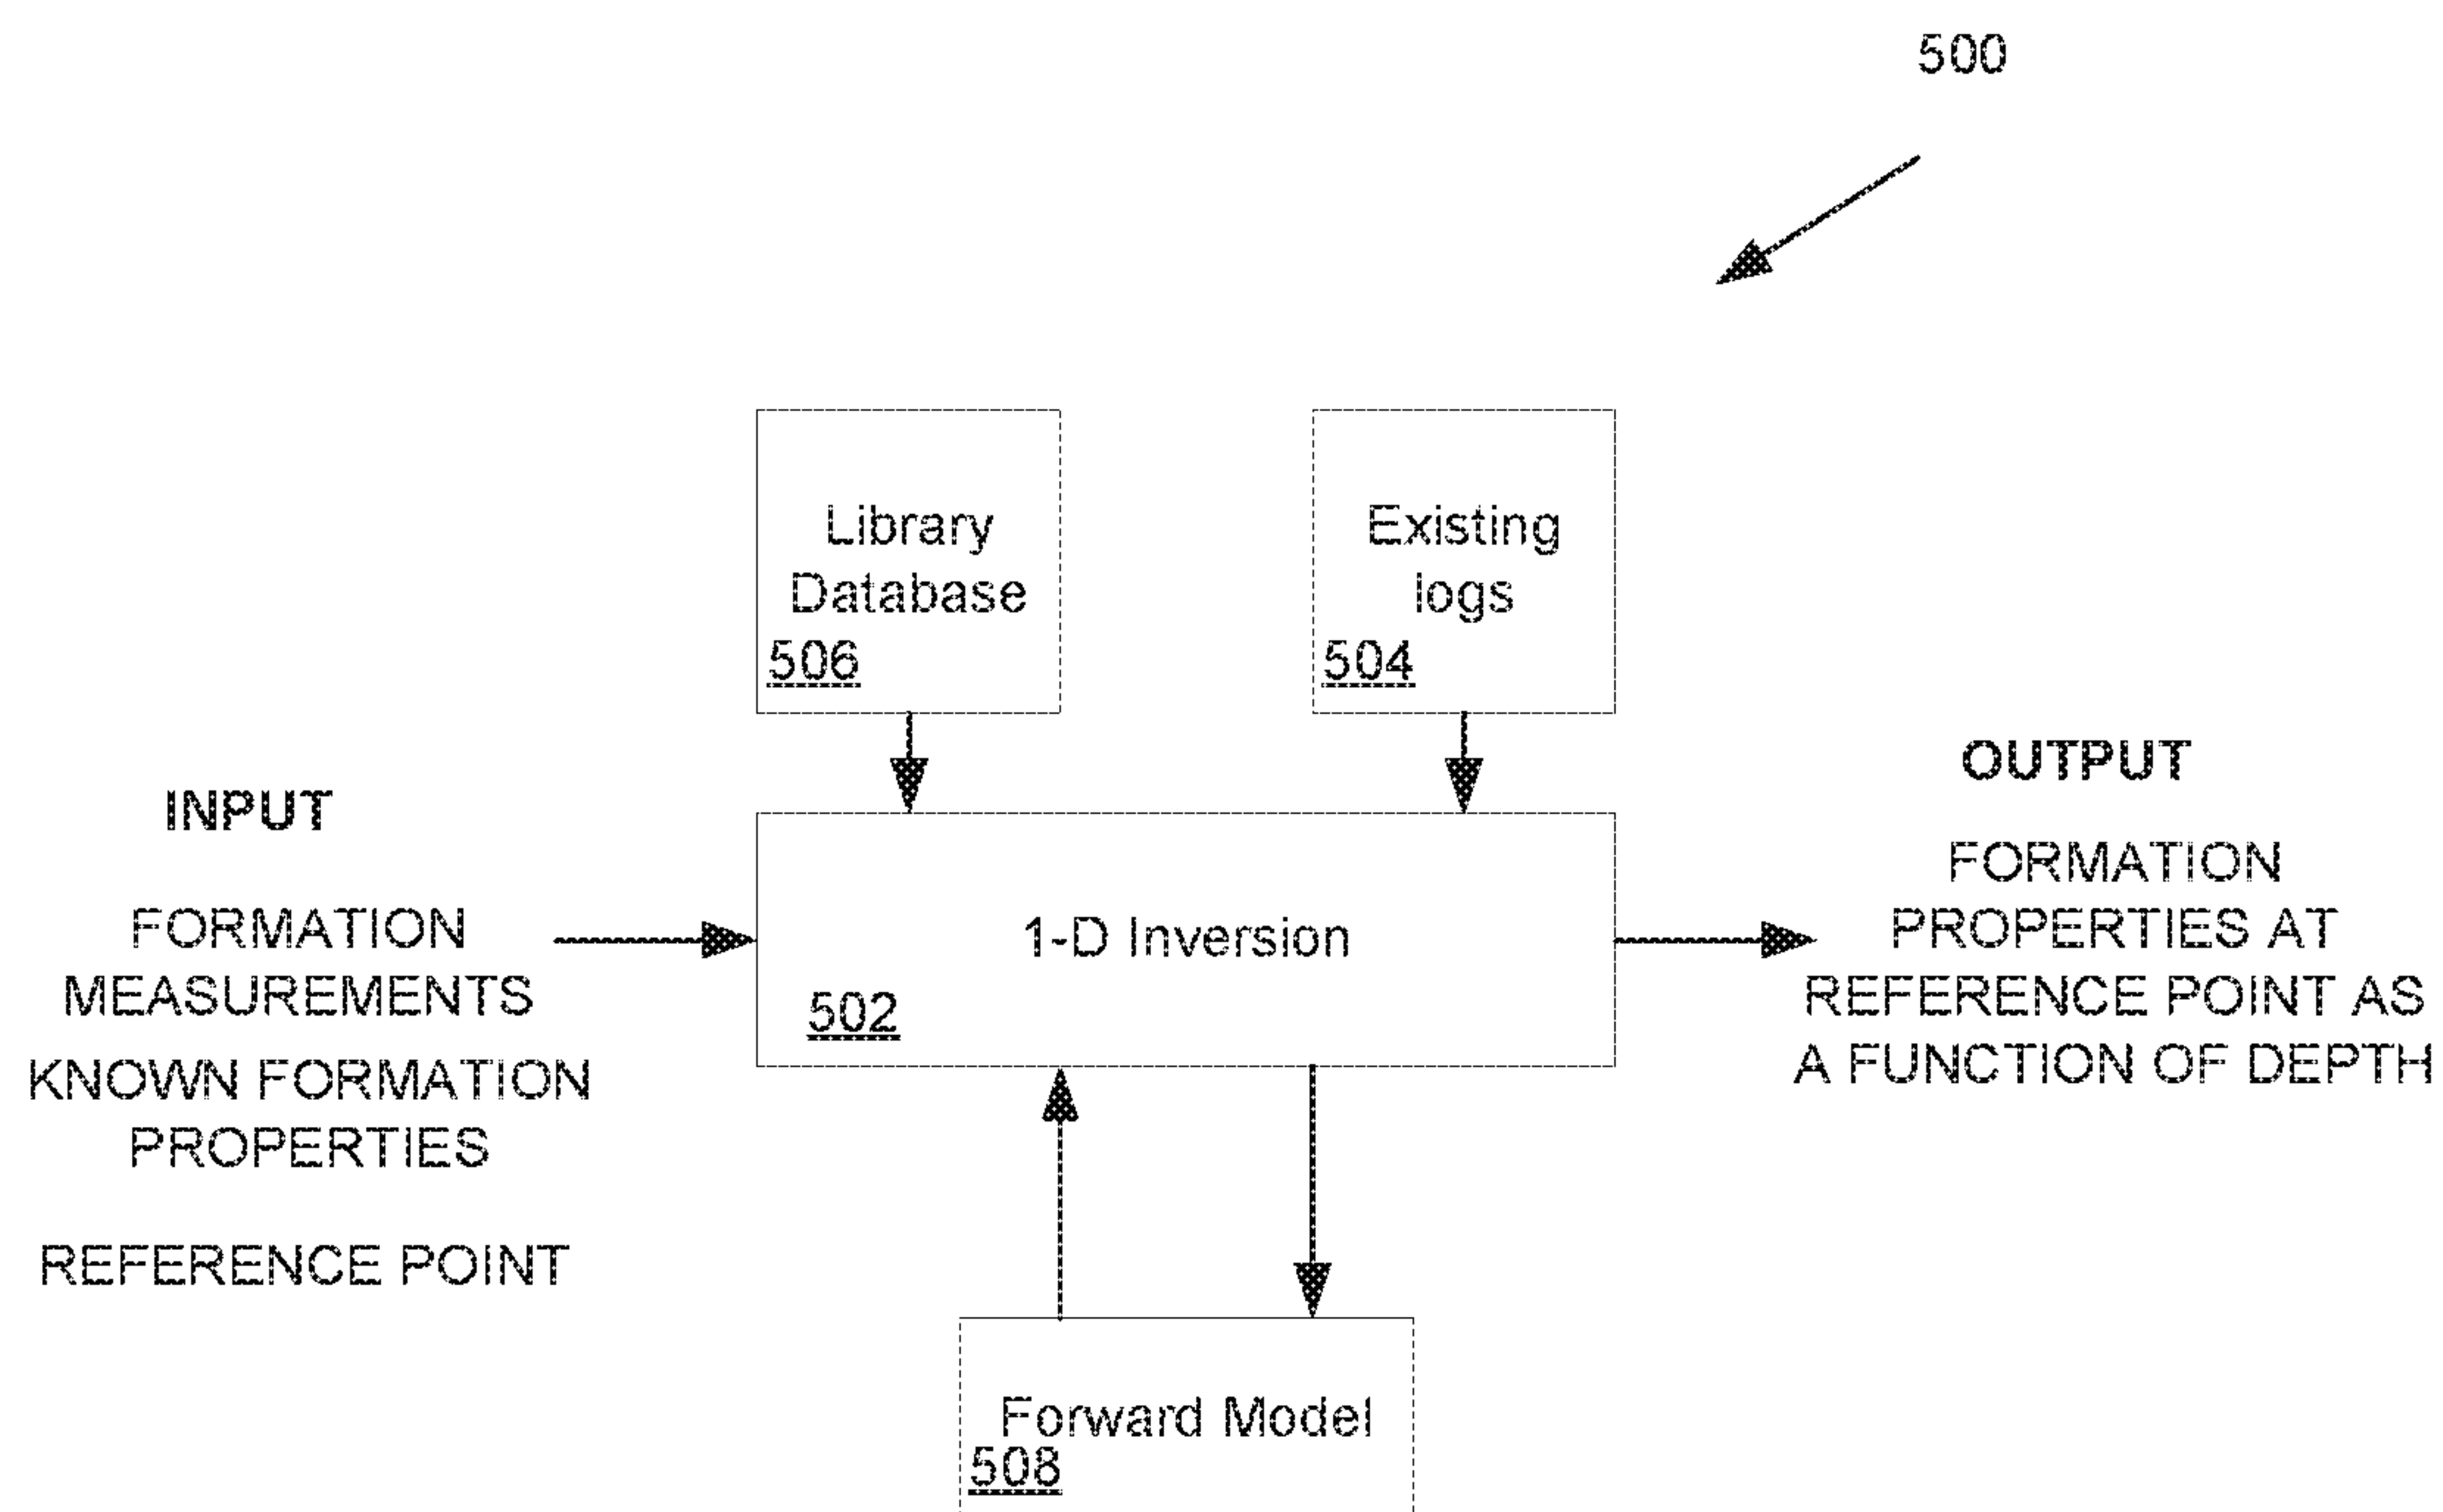 500
Library
Database
506
Existing
logs
504
INPUT
FORMATION
MEASUREMENTS
KNOWN FORMATION
PROPERTIES
REFERENCE POINT
1-D Inversion
502
OUTPUT
FORMATION
PROPERTIES AT
REFERENCE POINT AS
A FUNCTION OF DEPTH
Forward Model
508